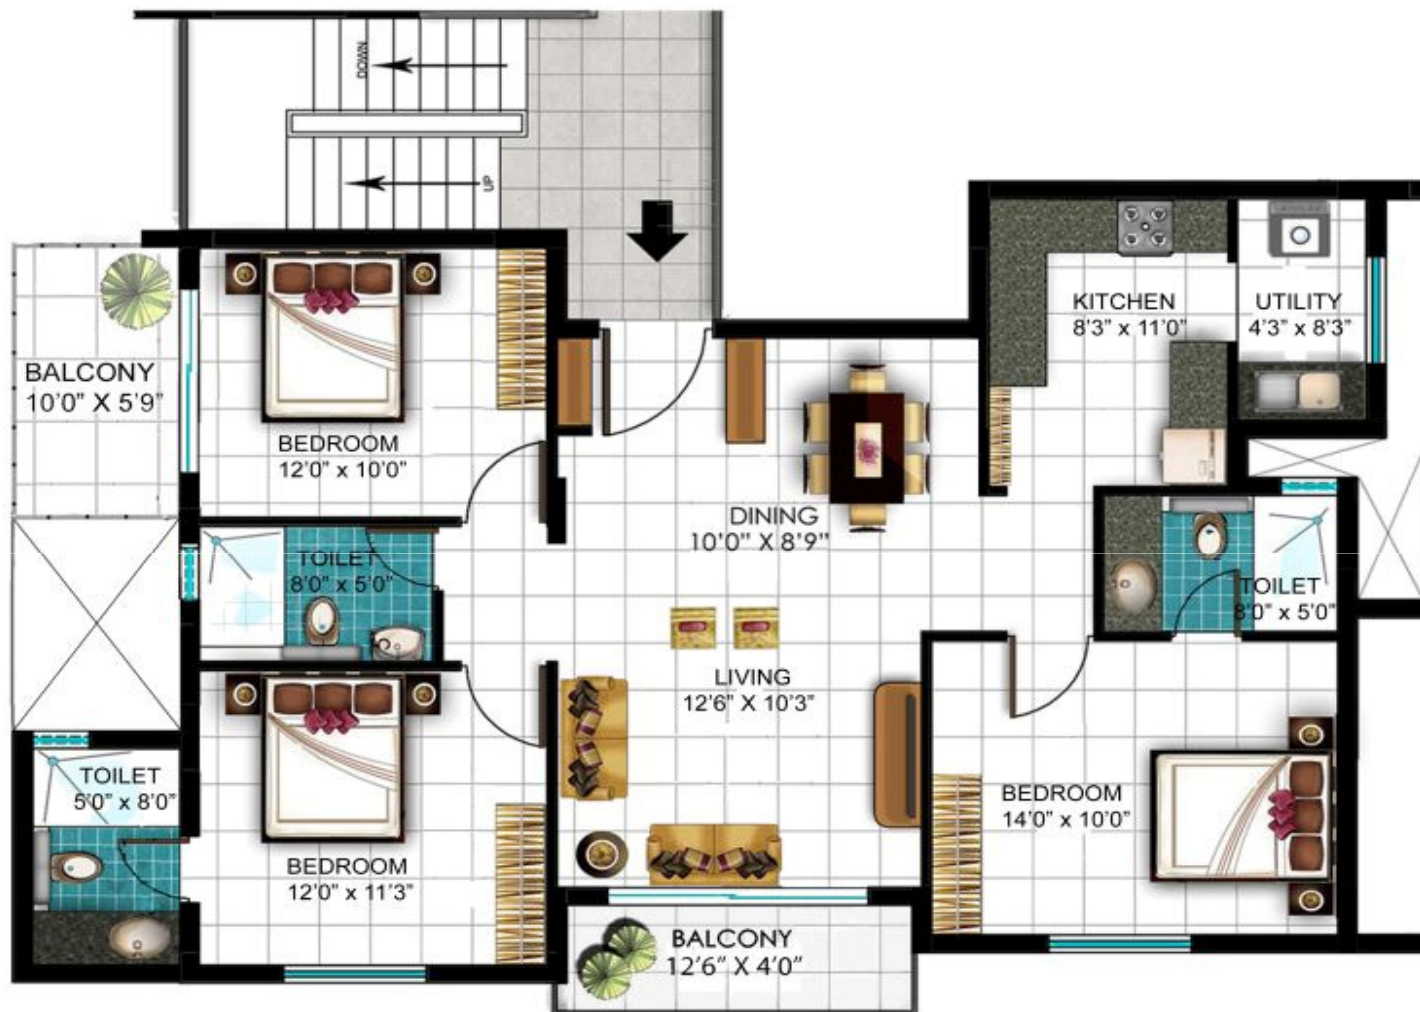 DOWN
UP
KITCHEN
8'3" x 11'0"
UTILITY
4'3" x 8'3"
BALCONY
10'0" X 5'9"
BEDROOM
12'0" x 10'0"
DINING
10'0" X 8'9"
TOILET
8'0" x 5'0"
TOILET
8'0" x 5'0"
LIVING
12'6" X 10'3"
TOILET
5'0" x 8'0"
BEDROOM
14'0" x 10'0"
BEDROOM
12'0" x 11'3"
BALCONY
12'6" X 4'0"